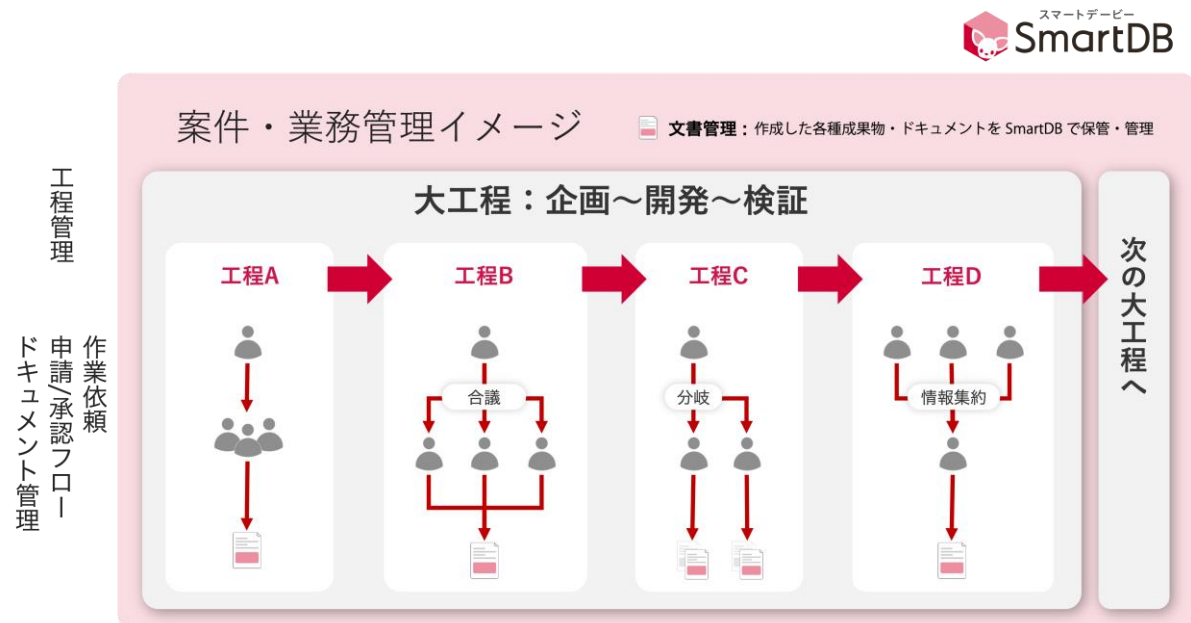 スマートデービー
SmartDB
案件・業務管理イメージ
文書管理：作成した各種成果物・ドキュメントを SmartDB で保管・管理
工程管理
大工程：企画～開発～検証
次の大工程へ
工程A
工程B
工程C
工程D
作業依頼
申請/承認フロー
ドキュメント管理
合議
分岐
情報集約